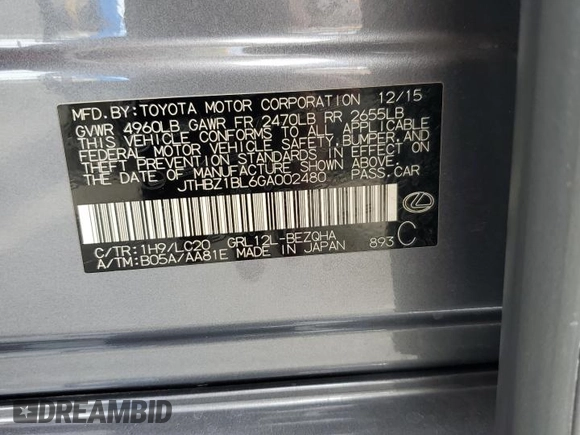 MFD. BY: TOYOTA MOTOR CORPORATION 12/15
GVWR 4960LB GAWR FR 2470LB RR 2655LB
THIS VEHICLE CONFORMS TO ALL APPLICABLE
FEDERAL MOTOR VEHICLE SAFETY, BUMPER, AND
THEFT PREVENTION STANDARDS IN EFFECT ON
THE DATE OF MANUFACTURE SHOWN ABOVE.
JTHBZ1BL6GA002480 PASS. CAR
C/TR: 1H9/LC20 GRL12L-BEZQHA 893 C
A/TM: B05A/AA81E MADE IN JAPAN
DREAMBID